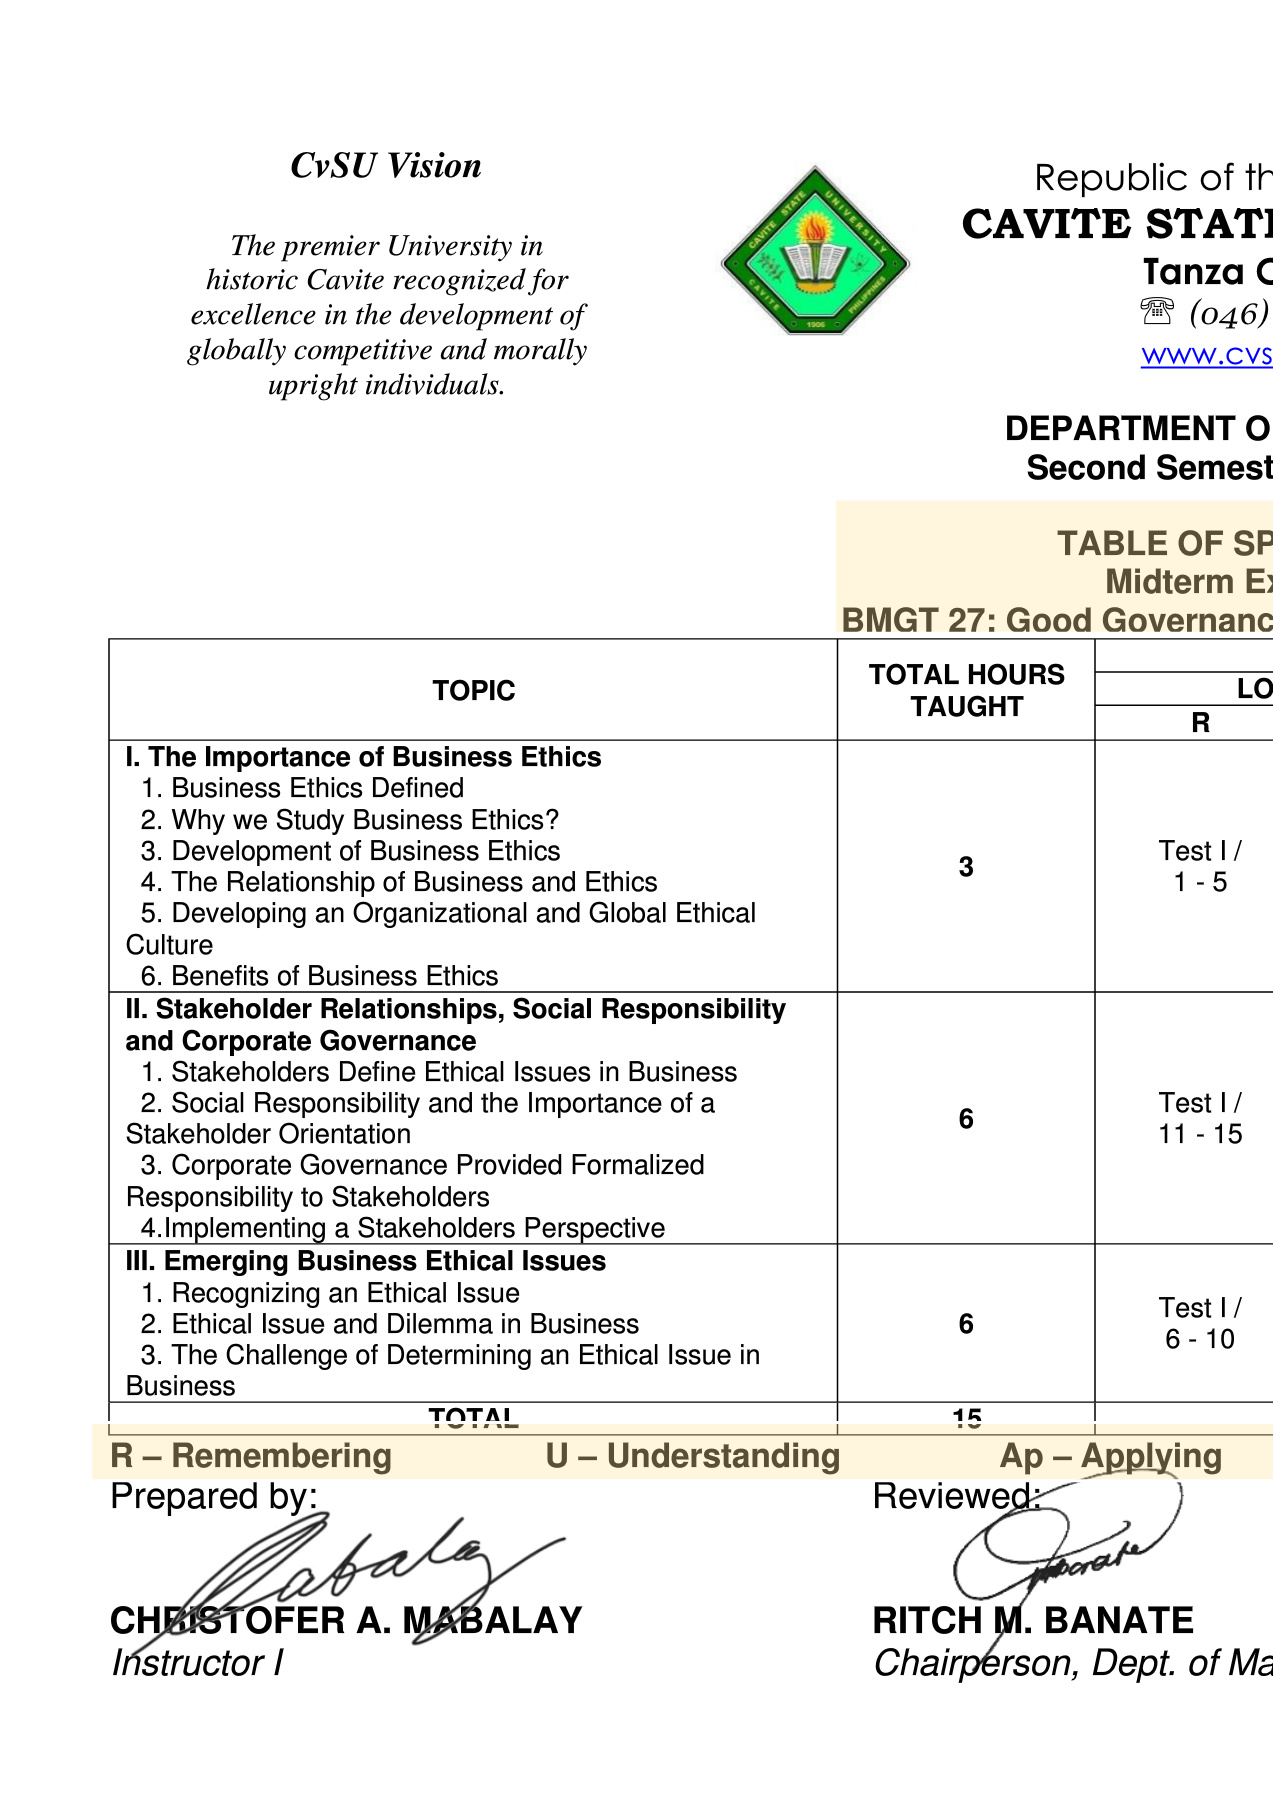 CvSU Vision
The premier University in
historic Cavite recognized for
excellence in the development of
globally competitive and morally
upright individuals.
CAVITE STATE UNIVERSITY
CAVITE PHILIPPINES
1906
Republic of th
CAVITE STATE
Tanza C
(046)
www.cvs
DEPARTMENT O
Second Semest
TABLE OF SP
Midterm Ex
BMGT 27: Good Governanc
TOPIC
TOTAL HOURS
TAUGHT
LO
R
I. The Importance of Business Ethics
1. Business Ethics Defined
2. Why we Study Business Ethics?
3. Development of Business Ethics
4. The Relationship of Business and Ethics
5. Developing an Organizational and Global Ethical
Culture
6. Benefits of Business Ethics
3
Test I /
1 - 5
II. Stakeholder Relationships, Social Responsibility
and Corporate Governance
1. Stakeholders Define Ethical Issues in Business
2. Social Responsibility and the Importance of a
Stakeholder Orientation
3. Corporate Governance Provided Formalized
Responsibility to Stakeholders
4.Implementing a Stakeholders Perspective
6
Test I /
11 - 15
III. Emerging Business Ethical Issues
1. Recognizing an Ethical Issue
2. Ethical Issue and Dilemma in Business
3. The Challenge of Determining an Ethical Issue in
Business
6
Test I /
6 - 10
TOTAL 15
R – Remembering U – Understanding Ap – Applying
Prepared by: Reviewed:
CHRISTOFER A. MABALAY RITCH M. BANATE
Instructor I Chairperson, Dept. of Ma